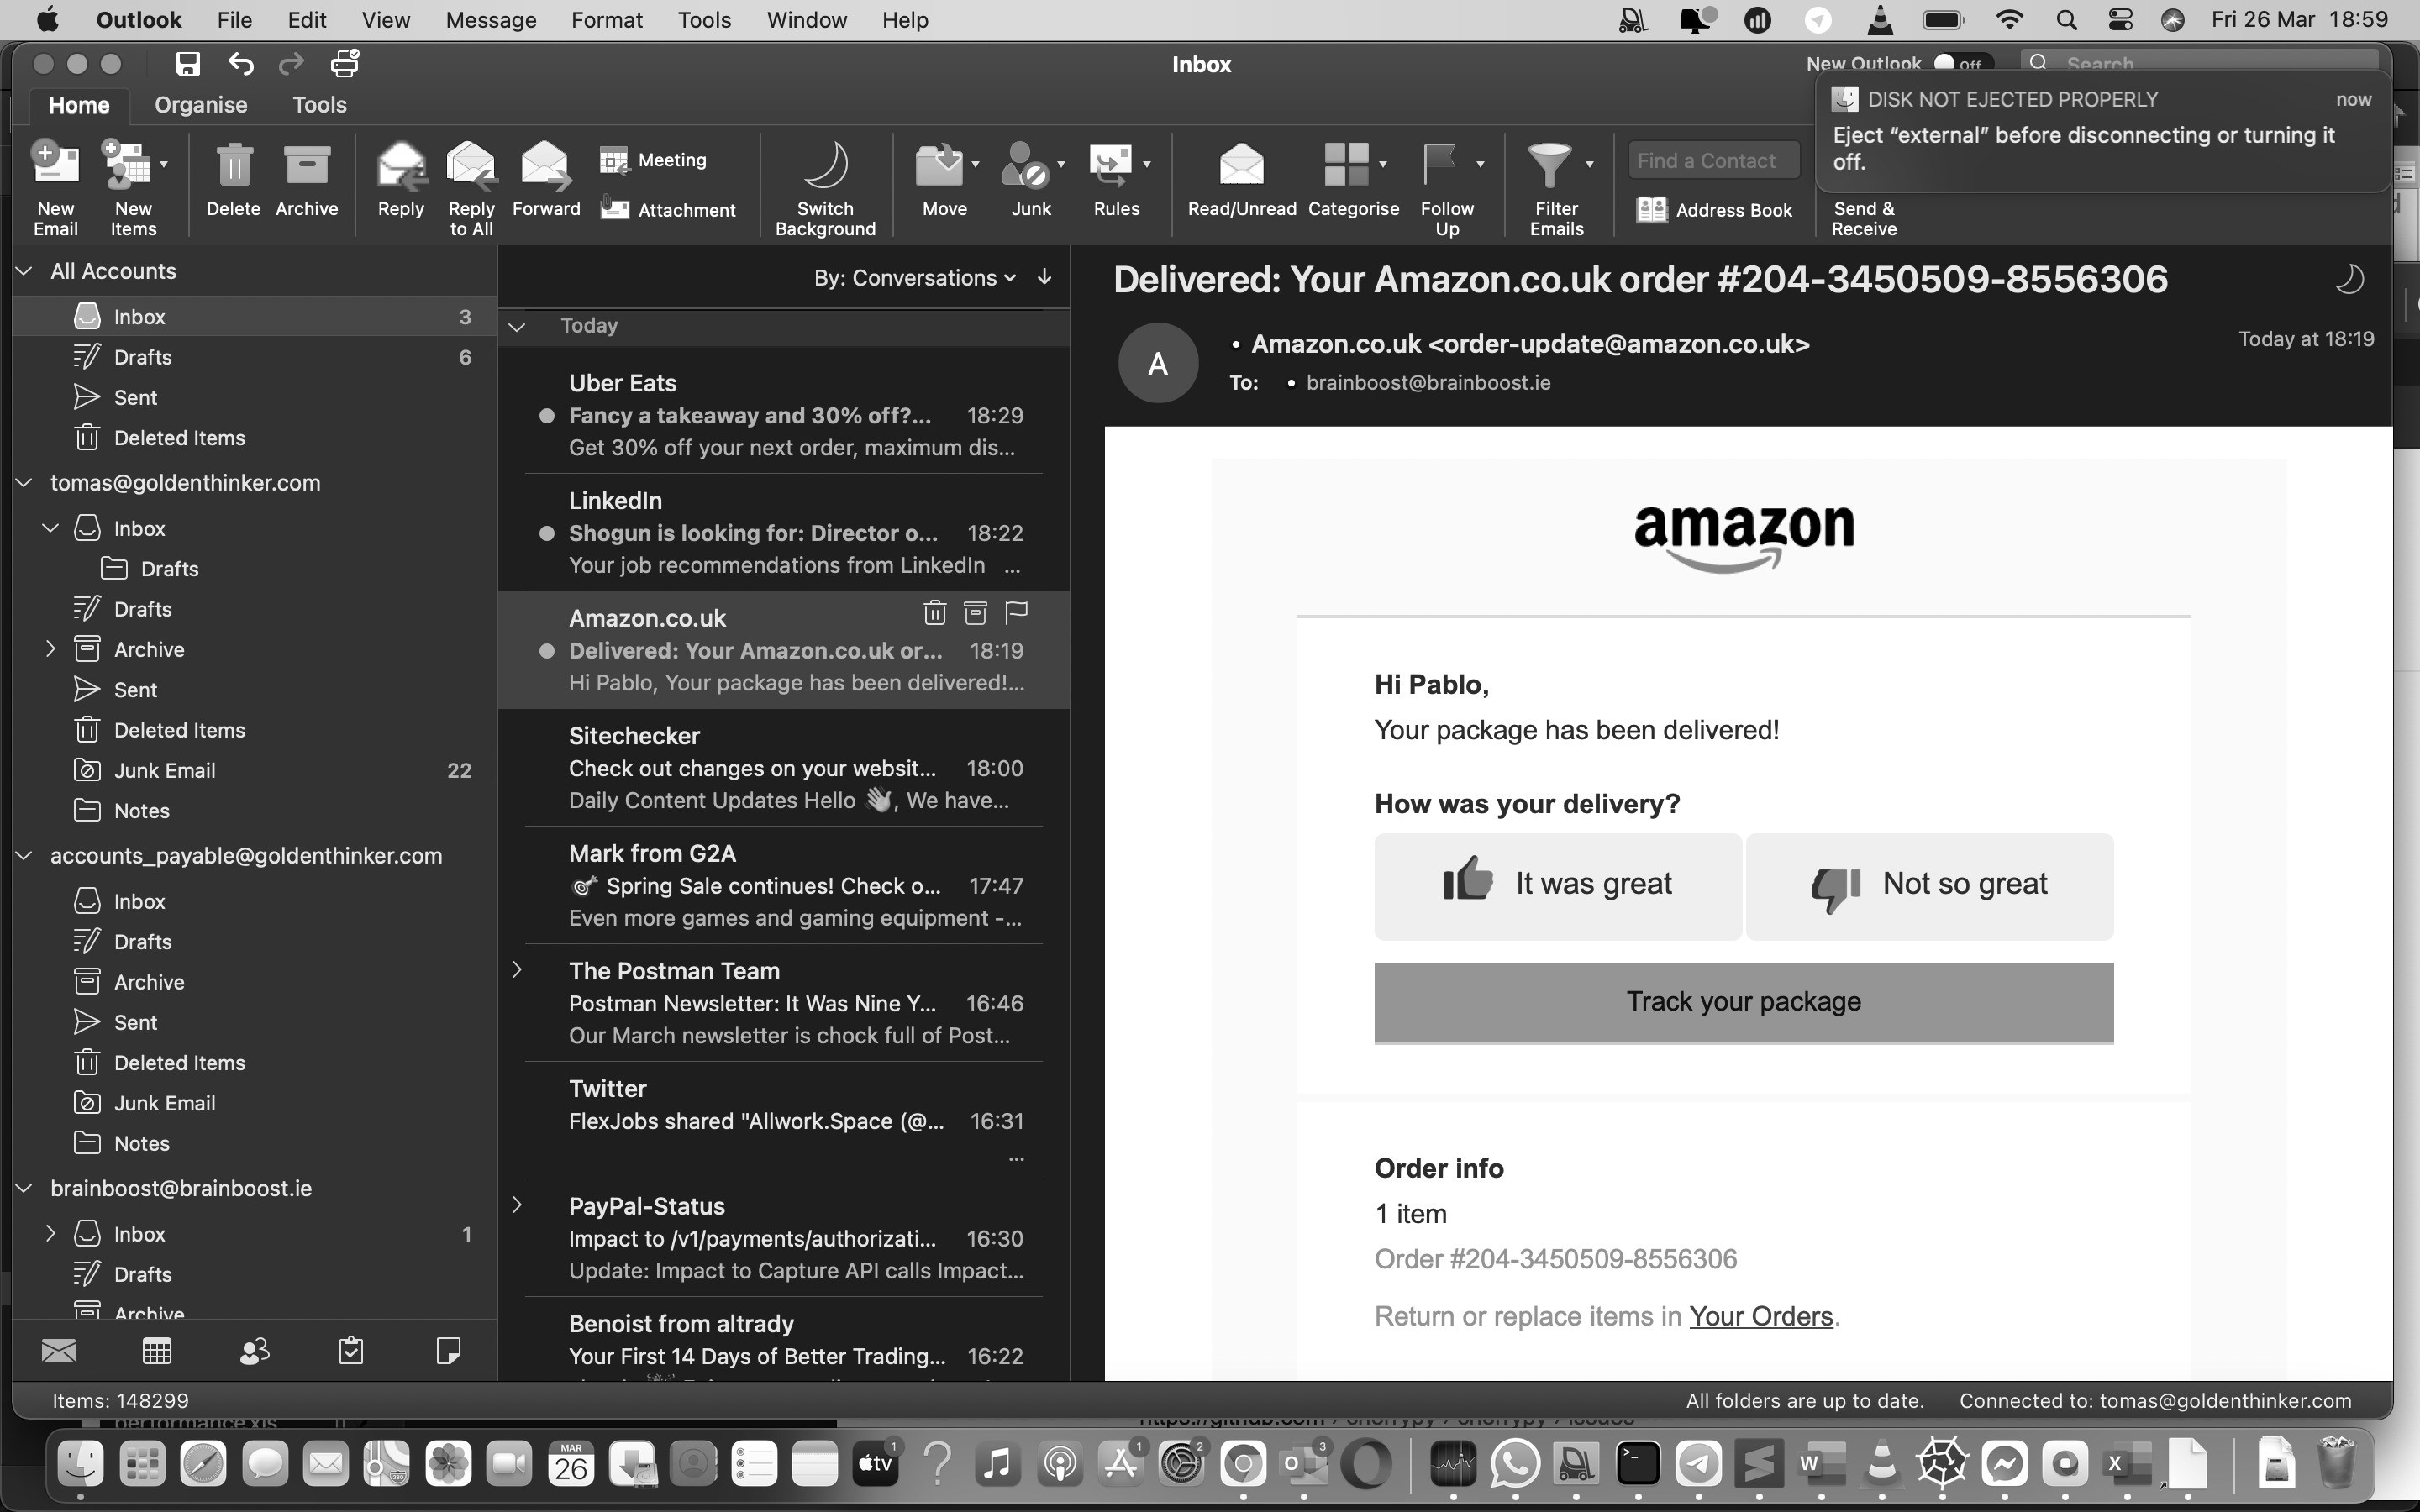 Outlook File Edit View Message Format Tools Window Help
Fri 26 Mar 18:59
Inbox
New Outlook Off
Search
Home Organise Tools
DISK NOT EJECTED PROPERLY now
Eject “external” before disconnecting or turning it
off.
New
Email
New
Items
Delete
Archive
Reply
Reply
to All
Forward
Meeting
Attachment
Switch
Background
Move
Junk
Rules
Read/Unread
Categorise
Follow
Up
Filter
Emails
Find a Contact
Address Book
Send &
Receive
All Accounts
Inbox 3
Drafts 6
Sent
Deleted Items
tomas@goldenthinker.com
Inbox
Drafts
Drafts
Archive
Sent
Deleted Items
Junk Email 22
Notes
accounts_payable@goldenthinker.com
Inbox
Drafts
Archive
Sent
Deleted Items
Junk Email
Notes
brainboost@brainboost.ie
Inbox 1
Drafts
Archive
By: Conversations
Today
Uber Eats
Fancy a takeaway and 30% off?... 18:29
Get 30% off your next order, maximum dis...
LinkedIn
Shogun is looking for: Director o... 18:22
Your job recommendations from LinkedIn ...
Amazon.co.uk
Delivered: Your Amazon.co.uk or... 18:19
Hi Pablo, Your package has been delivered!...
Sitechecker
Check out changes on your websit... 18:00
Daily Content Updates Hello 👋, We have...
Mark from G2A
🎯 Spring Sale continues! Check o... 17:47
Even more games and gaming equipment -...
The Postman Team
Postman Newsletter: It Was Nine Y... 16:46
Our March newsletter is chock full of Post...
Twitter
FlexJobs shared "Allwork.Space (@... 16:31
...
PayPal-Status
Impact to /v1/payments/authorizati... 16:30
Update: Impact to Capture API calls Impact...
Benoist from altrady
Your First 14 Days of Better Trading... 16:22
Delivered: Your Amazon.co.uk order #204-3450509-8556306
A
• Amazon.co.uk <order-update@amazon.co.uk>
Today at 18:19
To: • brainboost@brainboost.ie
amazon
Hi Pablo,
Your package has been delivered!
How was your delivery?
It was great
Not so great
Track your package
Order info
1 item
Order #204-3450509-8556306
Return or replace items in Your Orders.
Items: 148299
All folders are up to date. Connected to: tomas@goldenthinker.com
performance.xls
MAR
26
tv
1
1
2
3